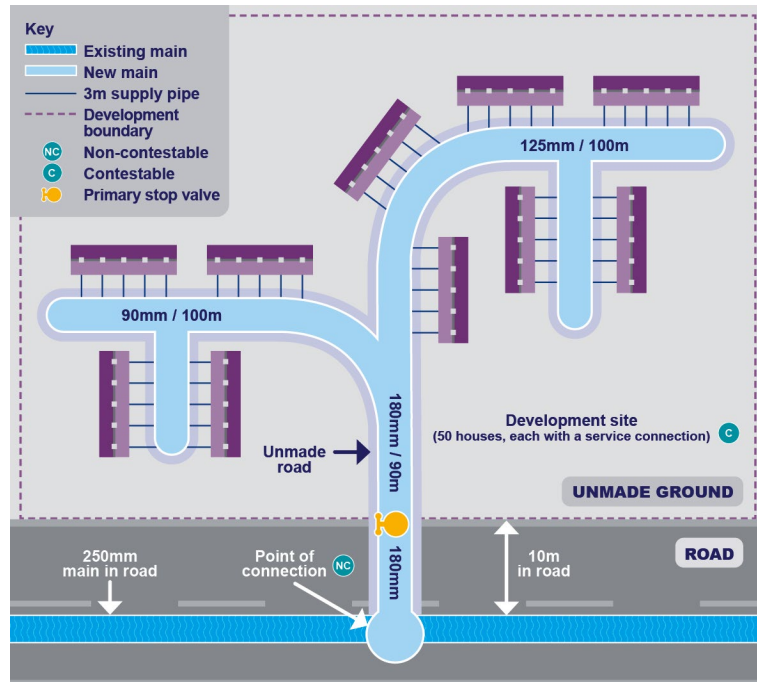 Key
Existing main
New main
3m supply pipe
Development
boundary
NC
Non-contestable
C
Contestable
Primary stop valve
125mm / 100m
90mm / 100m
180mm / 90m
Development site
(50 houses, each with a service connection)
C
Unmade
road
UNMADE GROUND
250mm
main in road
Point of
connection
NC
180mm
10m
in road
ROAD